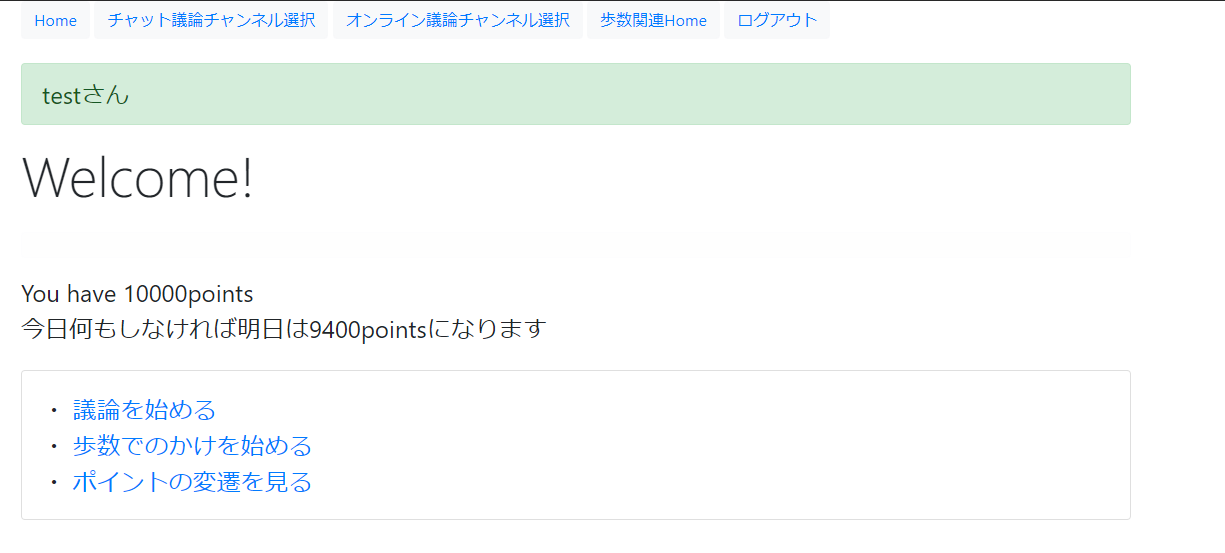 Home チャット議論チャンネル選択 オンライン議論チャンネル選択 歩数関連Home ログアウト
testさん
Welcome!
You have 10000points
今日何もしなければ明日は9400pointsになります
・ 議論を始める
・ 歩数でのかけを始める
・ ポイントの変遷を見る